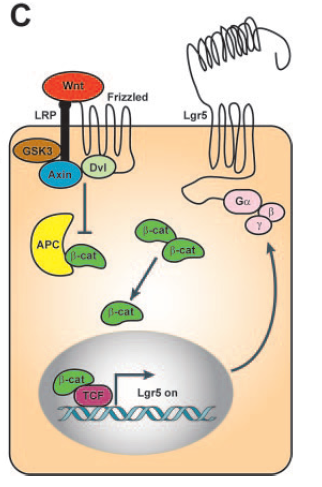 C
Wnt
Frizzled
LRP
Lgr5
GSK3
Axin
Dvl
Gα
β
γ
APC
β-cat
β-cat
β-cat
β-cat
β-cat
TCF
Lgr5 on